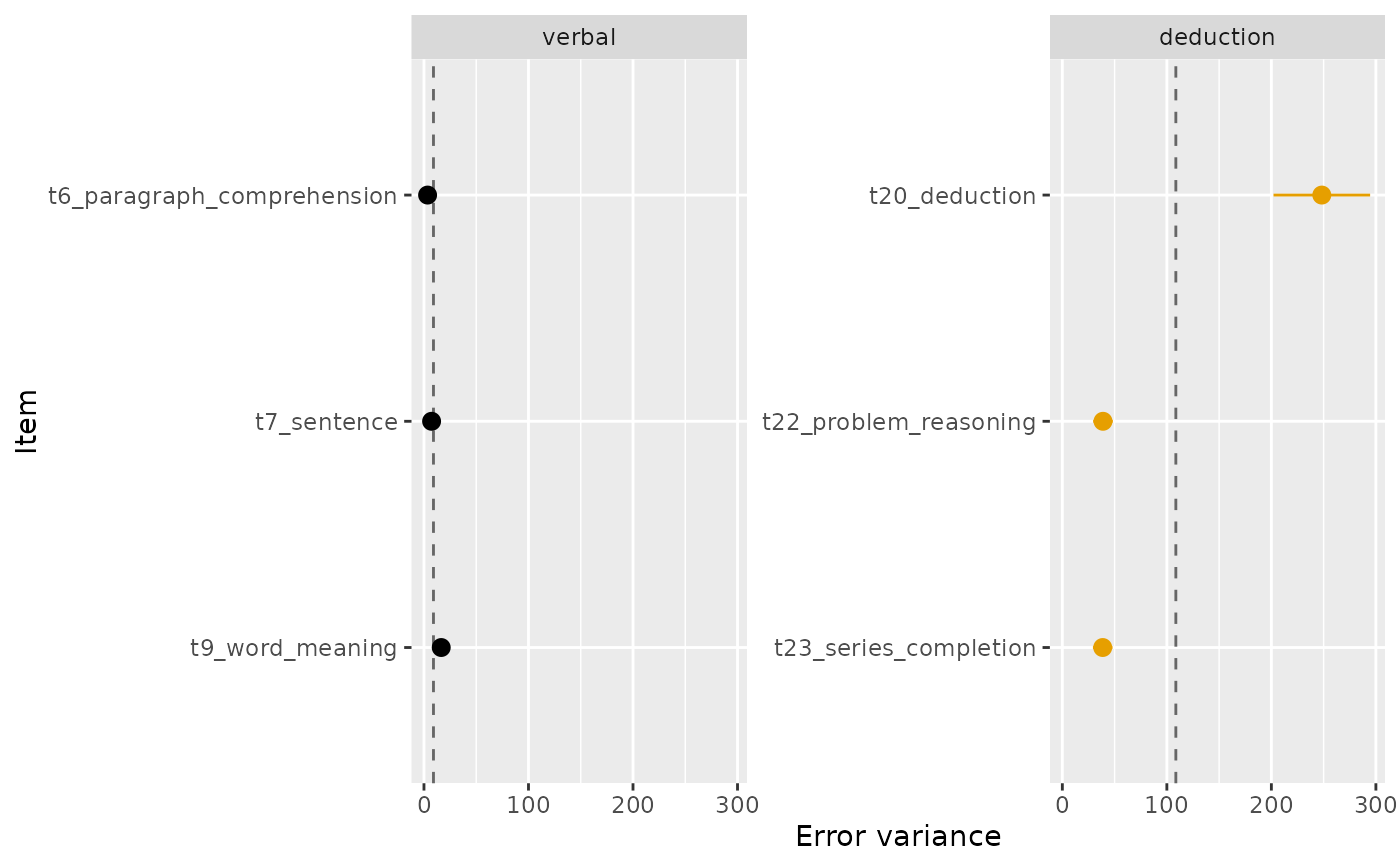 verbal
deduction
Item
t6_paragraph_comprehension
t7_sentence
t9_word_meaning
t20_deduction
t22_problem_reasoning
t23_series_completion
0 100 200 300
0 100 200 300
Error variance